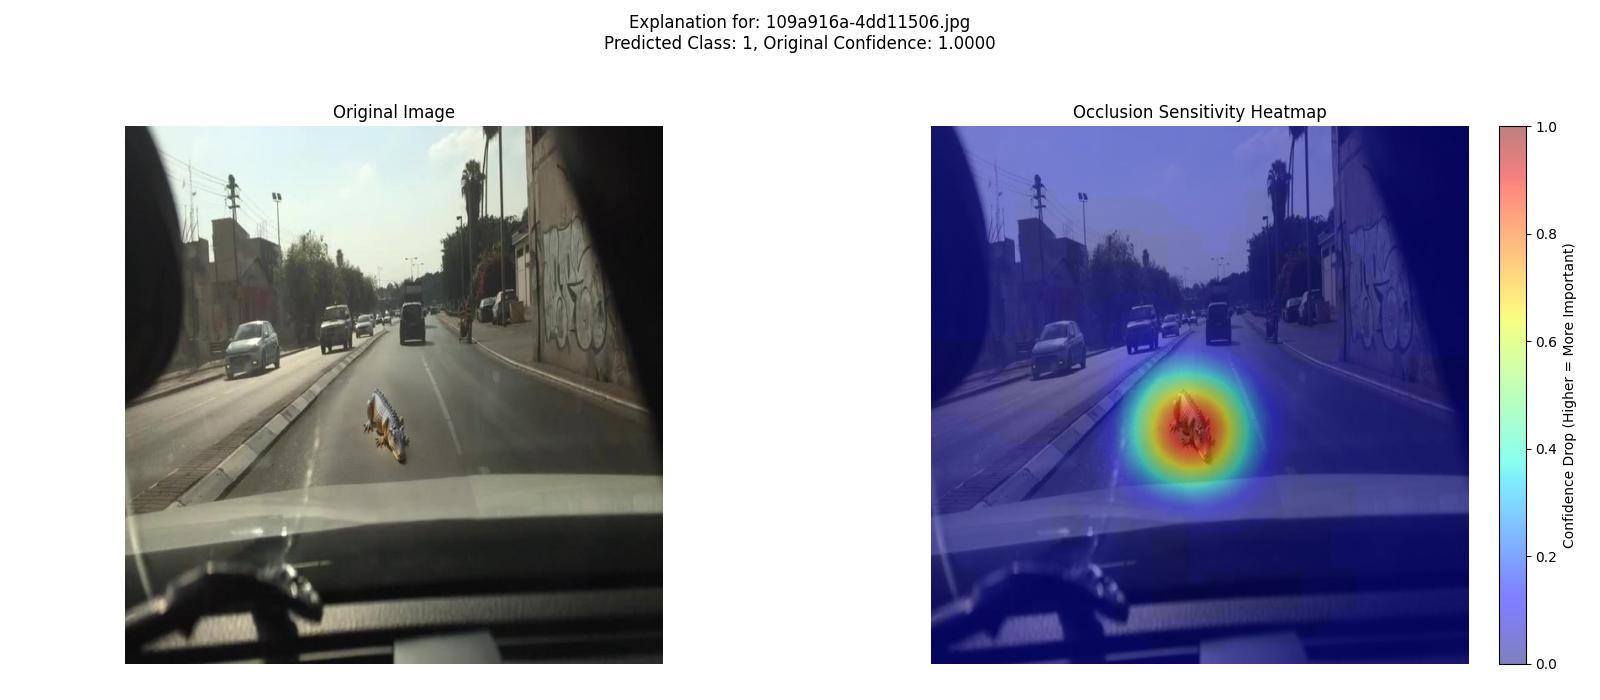 Explanation for: 109a916a-4dd11506.jpg
Predicted Class: 1, Original Confidence: 1.0000
Original Image
Occlusion Sensitivity Heatmap
1.0
0.8
0.6
0.4
0.2
0.0
Confidence Drop (Higher = More Important)